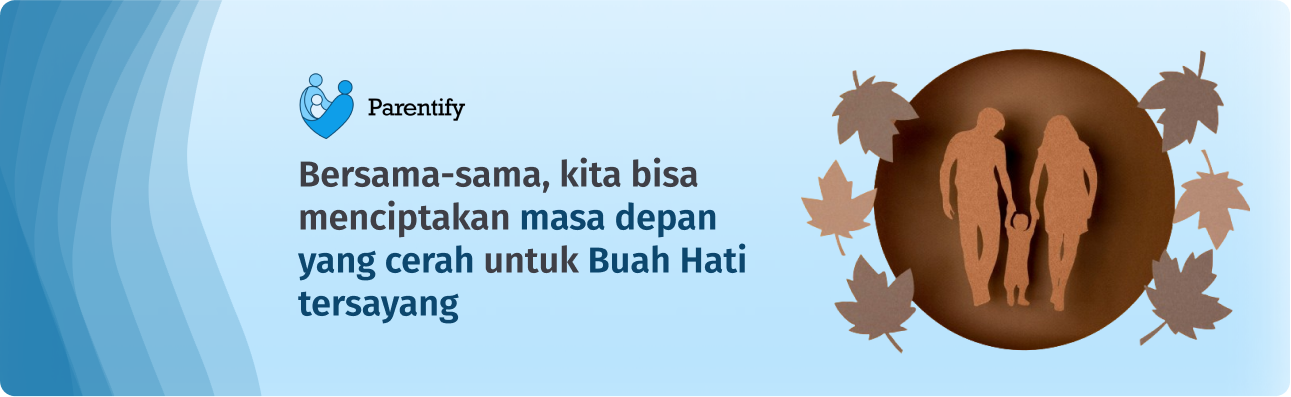 Parentify
Bersama-sama, kita bisa
menciptakan masa depan
yang cerah untuk Buah Hati
tersayang